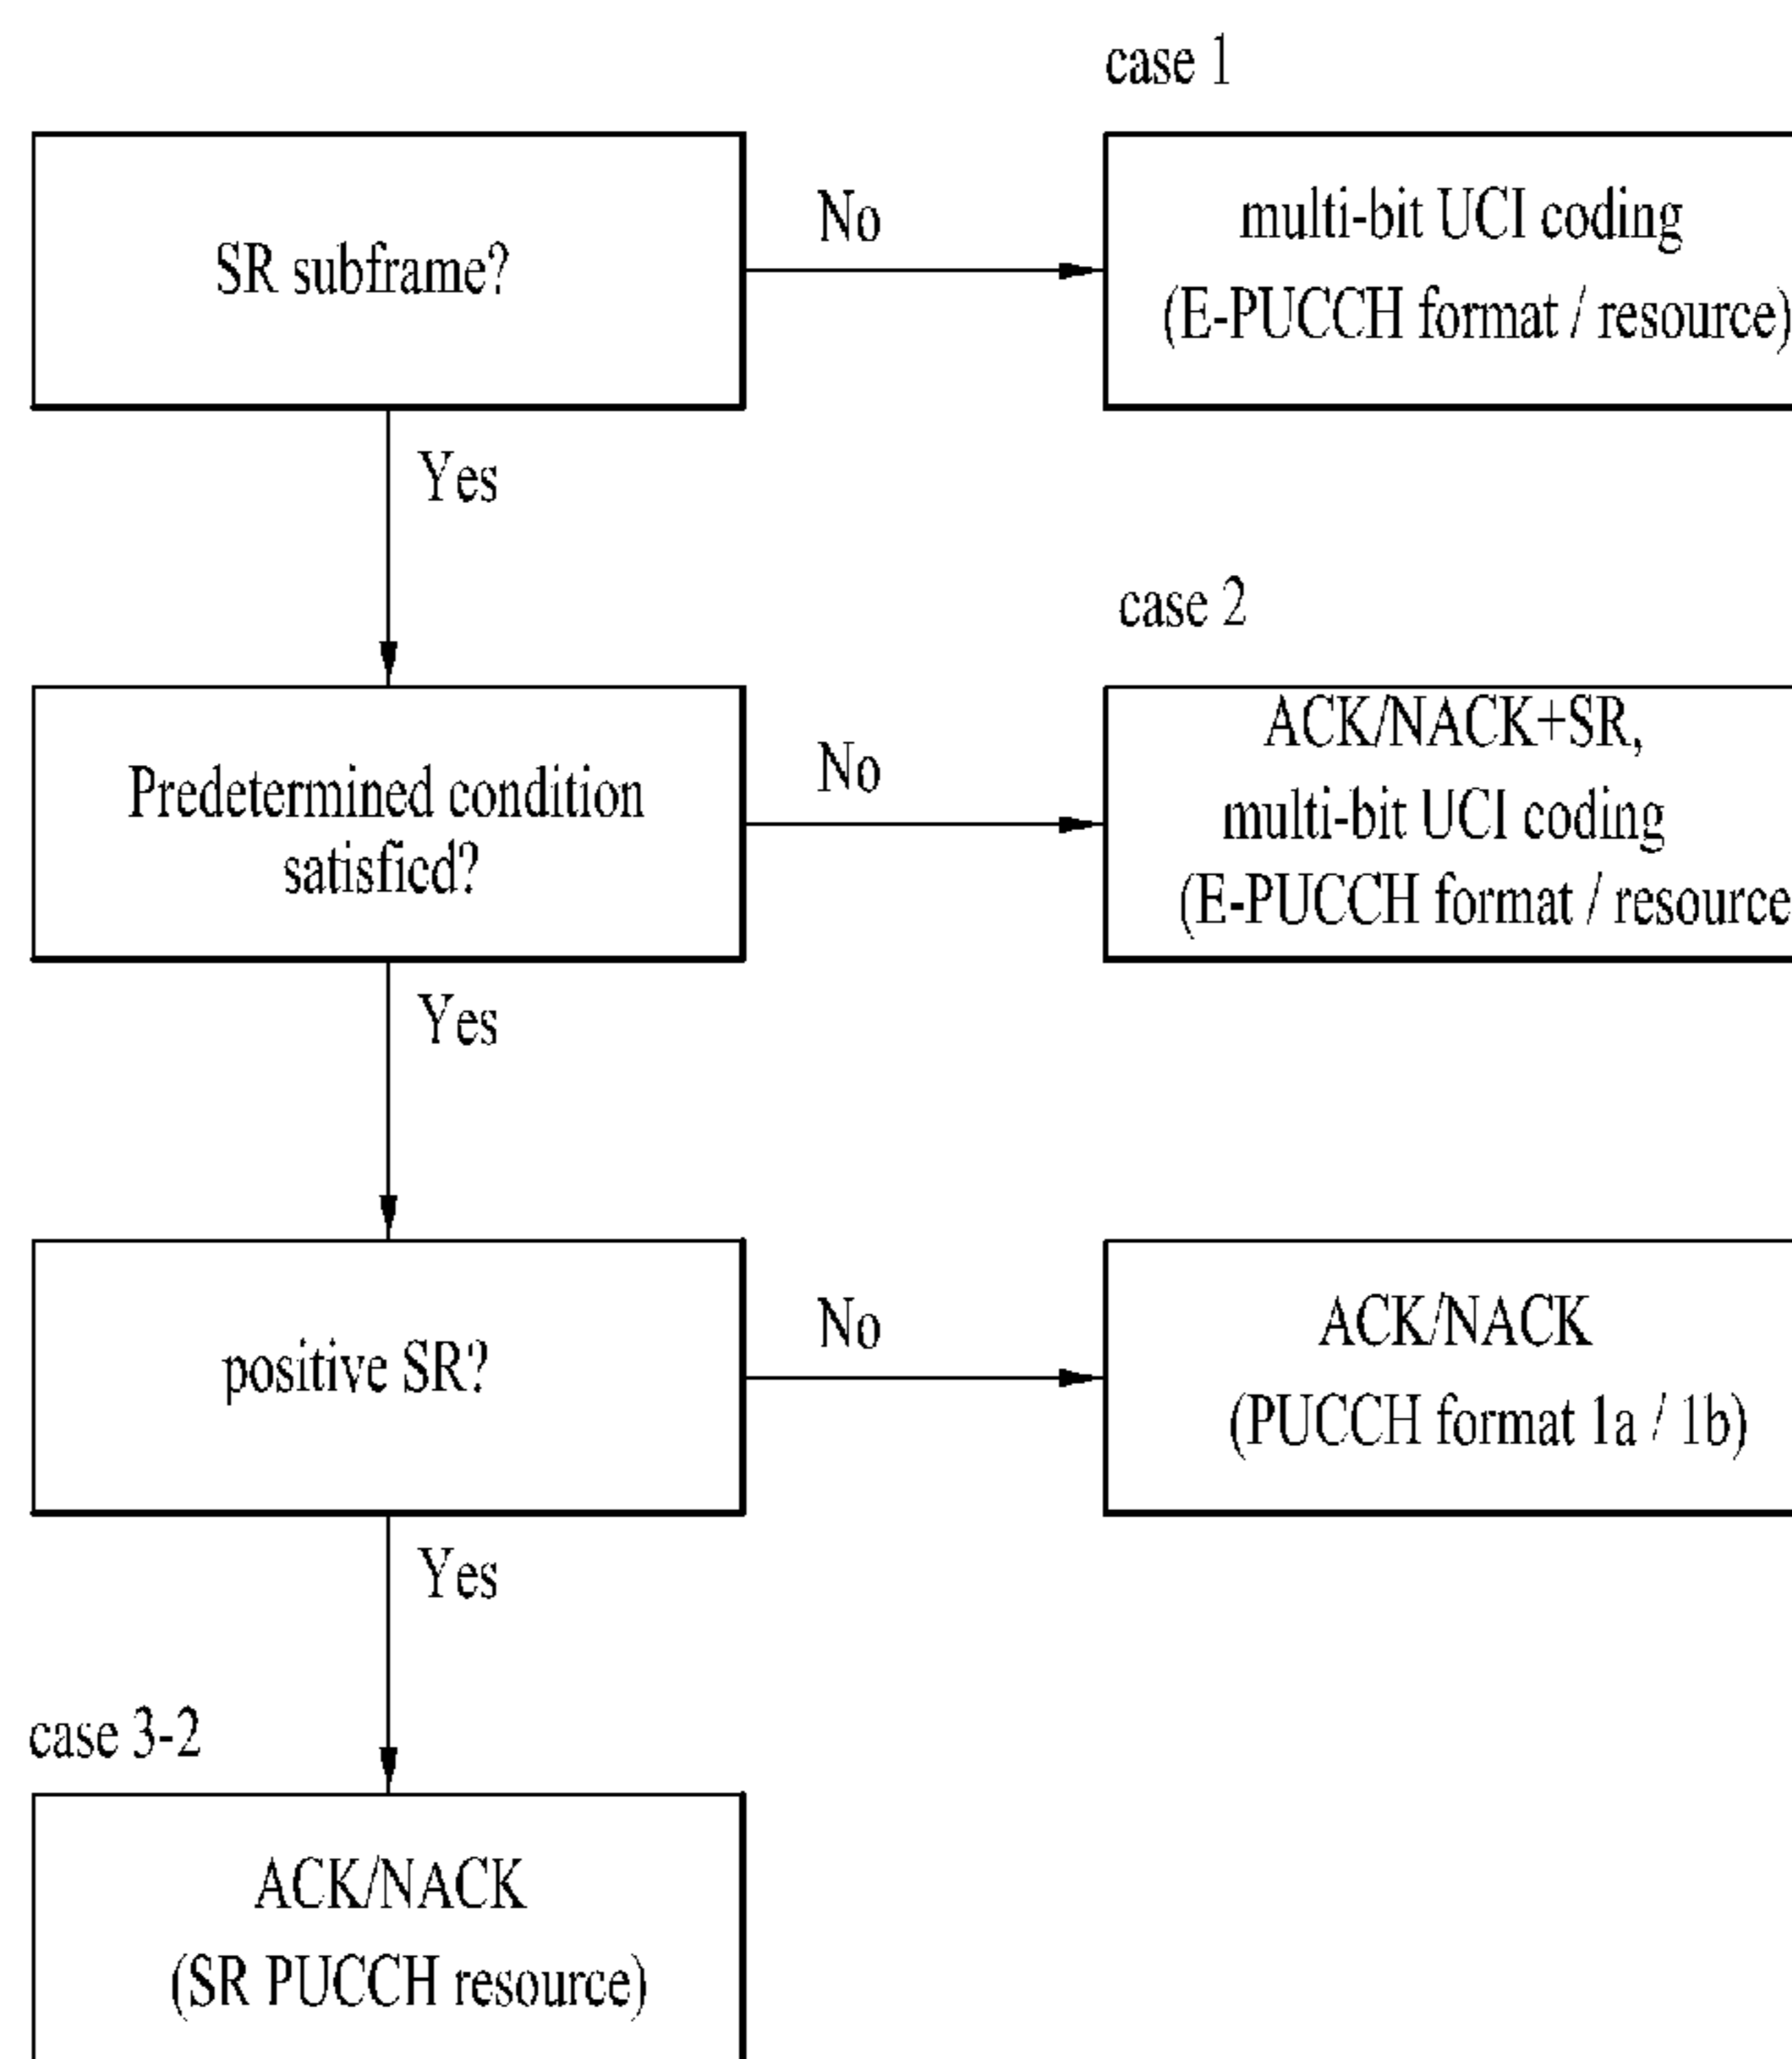 case 1
SR subframe?
No
multi-bit UCI coding
(E-PUCCH format / resource)
Yes
case 2
Predetermined condition
satisfied?
No
ACK/NACK+SR,
multi-bit UCI coding
(E-PUCCH format / resource
Yes
positive SR?
No
ACK/NACK
(PUCCH format 1a / 1b)
Yes
case 3-2
ACK/NACK
(SR PUCCH resource)